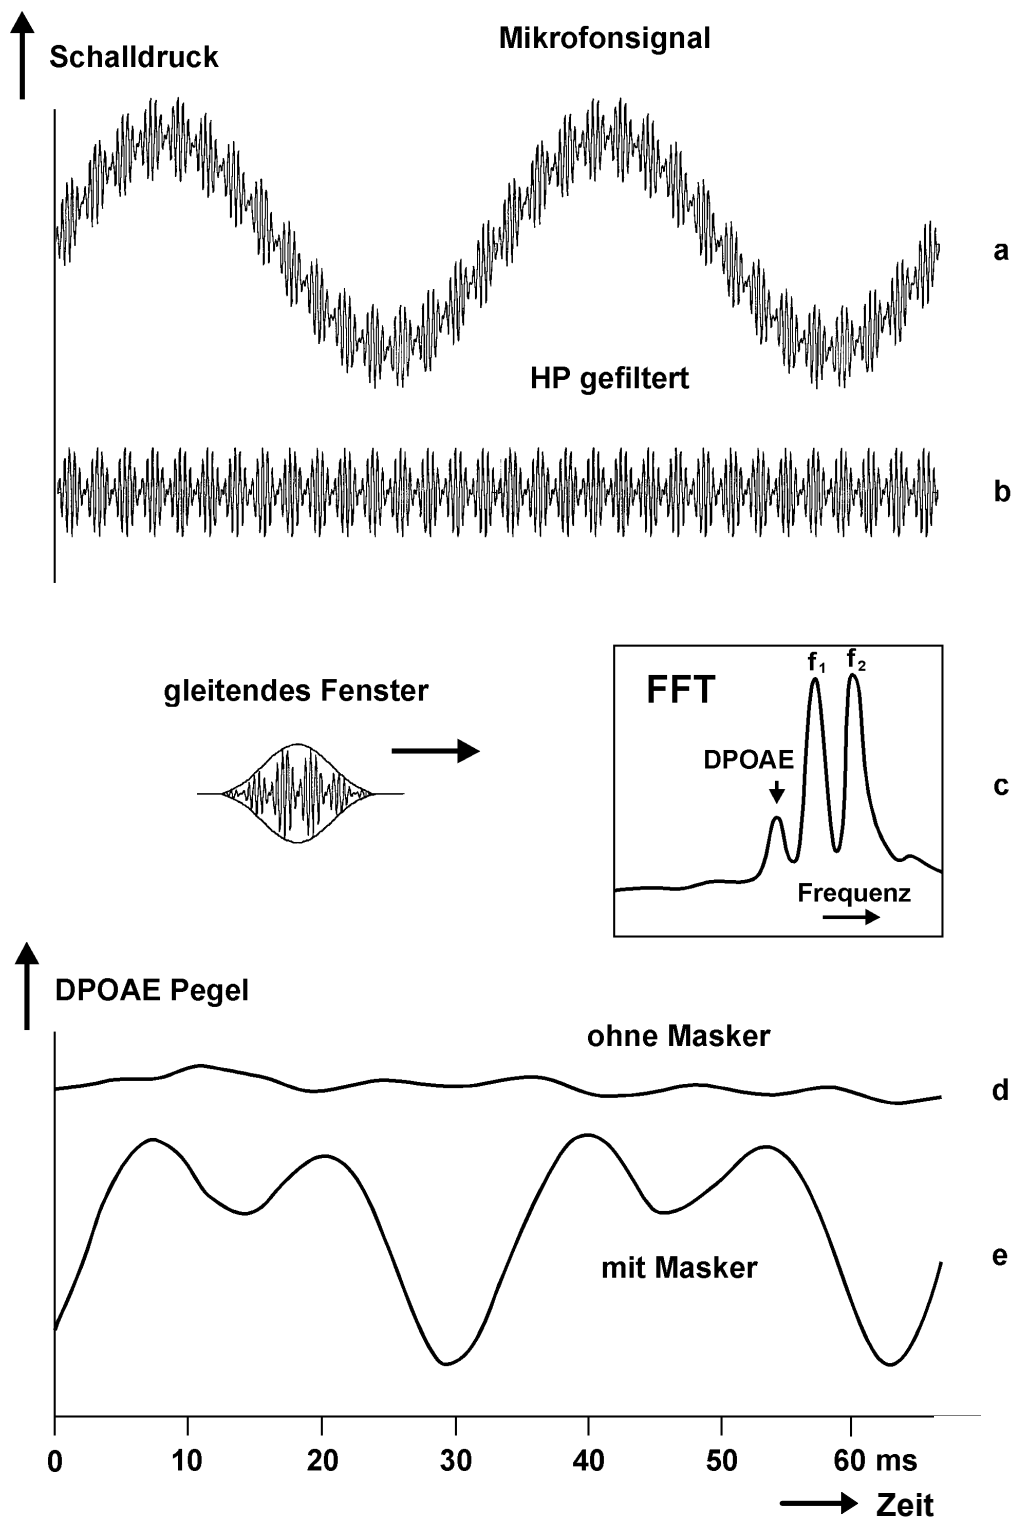 Mikrofonsignal
Schalldruck
a
HP gefiltert
b
gleitendes Fenster
f1 f2
FFT
DPOAE
c
Frequenz
DPOAE Pegel
ohne Masker
d
mit Masker
e
0 10 20 30 40 50 60 ms
Zeit